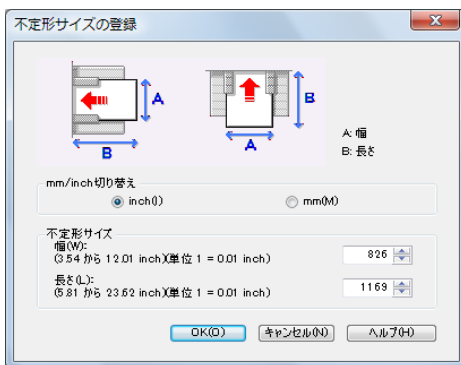 不定形サイズの登録
A
B
B
A
A: 幅
B: 長さ
mm/inch切り替え
inch(I)
mm(M)
不定形サイズ
幅(W):
(3.54 から 12.01 inch)(単位 1 = 0.01 inch)
826
長さ(L):
(5.81 から 23.62 inch)(単位 1 = 0.01 inch)
1169
OK(O)
キャンセル(N)
ヘルプ(H)